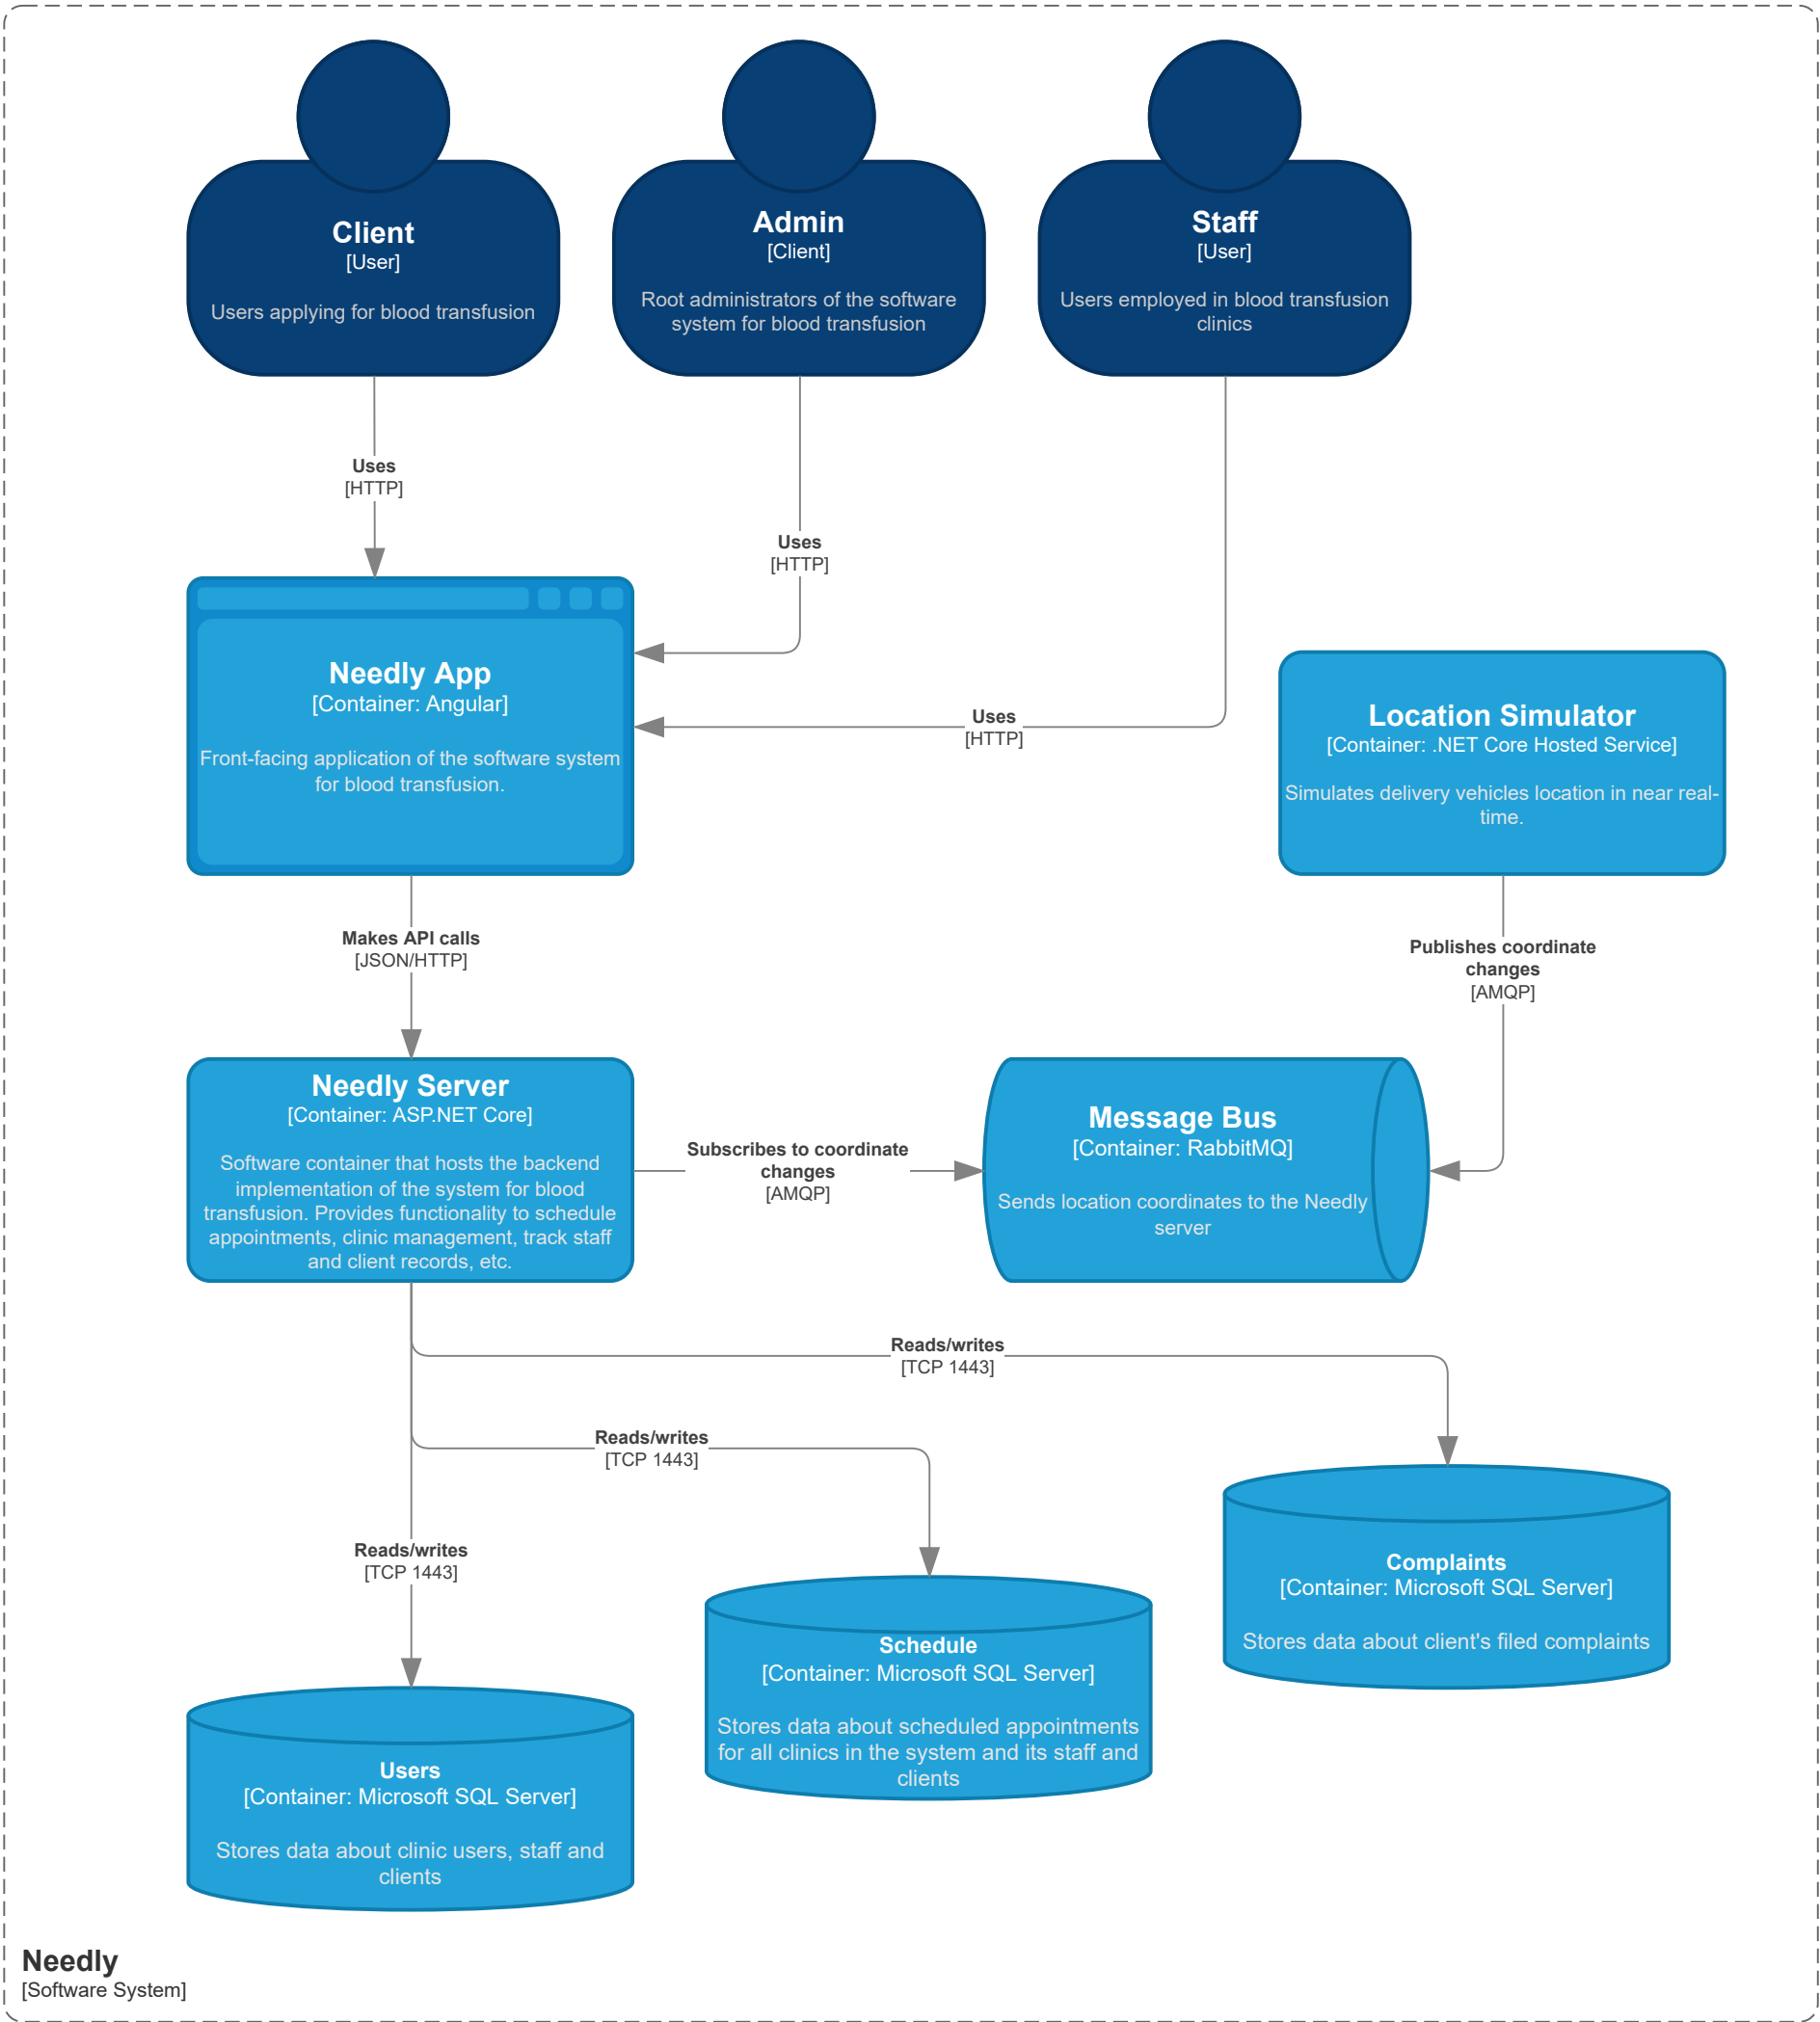 Client
[User]
Users applying for blood transfusion
Admin
[Client]
Root administrators of the software
system for blood transfusion
Staff
[User]
Users employed in blood transfusion
clinics
Uses
[HTTP]
Uses
[HTTP]
Uses
[HTTP]
Needly App
[Container: Angular]
Front-facing application of the software system
for blood transfusion.
Location Simulator
[Container: .NET Core Hosted Service]
Simulates delivery vehicles location in near real-
time.
Makes API calls
[JSON/HTTP]
Publishes coordinate
changes
[AMQP]
Needly Server
[Container: ASP.NET Core]
Software container that hosts the backend
implementation of the system for blood
transfusion. Provides functionality to schedule
appointments, clinic management, track staff
and client records, etc.
Subscribes to coordinate
changes
[AMQP]
Message Bus
[Container: RabbitMQ]
Sends location coordinates to the Needly
server
Reads/writes
[TCP 1443]
Reads/writes
[TCP 1443]
Reads/writes
[TCP 1443]
Complaints
[Container: Microsoft SQL Server]
Stores data about client's filed complaints
Schedule
[Container: Microsoft SQL Server]
Stores data about scheduled appointments
for all clinics in the system and its staff and
clients
Users
[Container: Microsoft SQL Server]
Stores data about clinic users, staff and
clients
Needly
[Software System]